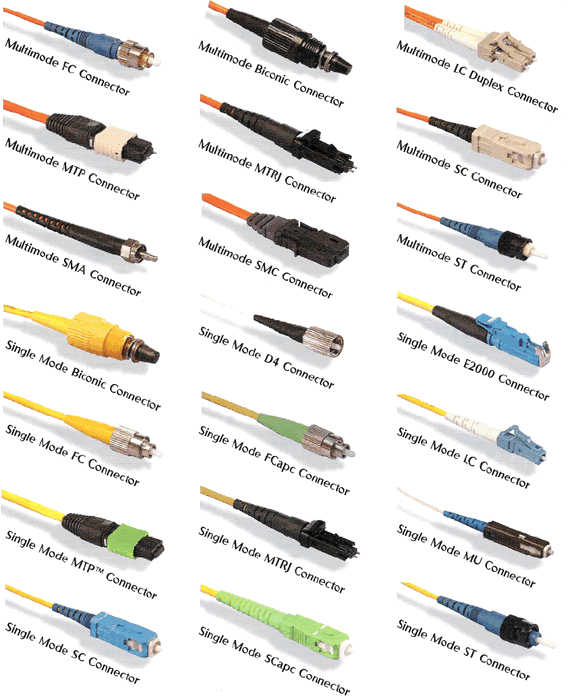 Multimode FC Connector
Multimode Biconic Connector
Multimode LC Duplex Connector
Multimode MTP Connector
Multimode MTRJ Connector
Multimode SC Connector
Multimode SMA Connector
Multimode SMC Connector
Multimode ST Connector
Single Mode Biconic Connector
Single Mode D4 Connector
Single Mode E2000 Connector
Single Mode FC Connector
Single Mode FCapc Connector
Single Mode LC Connector
Single Mode MTP™ Connector
Single Mode MTRJ Connector
Single Mode MU Connector
Single Mode SC Connector
Single Mode SCapc Connector
Single Mode ST Connector